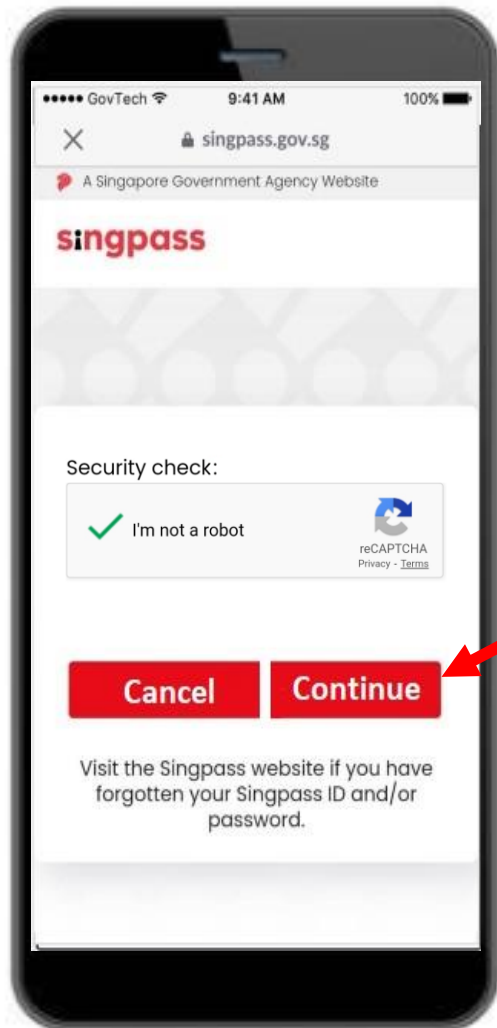 GovTech 9:41 AM 100%
singpass.gov.sg
A Singapore Government Agency Website
singpass
Security check:
I'm not a robot
reCAPTCHA
Privacy - Terms
Cancel Continue
Visit the Singpass website if you have
forgotten your Singpass ID and/or
password.